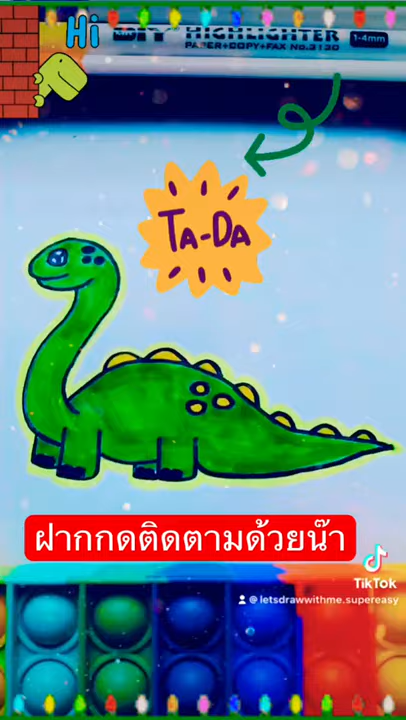 Hi
DIY HIGHLIGHTER
PAPER+COPY+FAX No.3130
1-4mm
TA-DA
ฝากกดติดตามด้วยน๊า
TikTok
@letsdrawwithme.supereasy